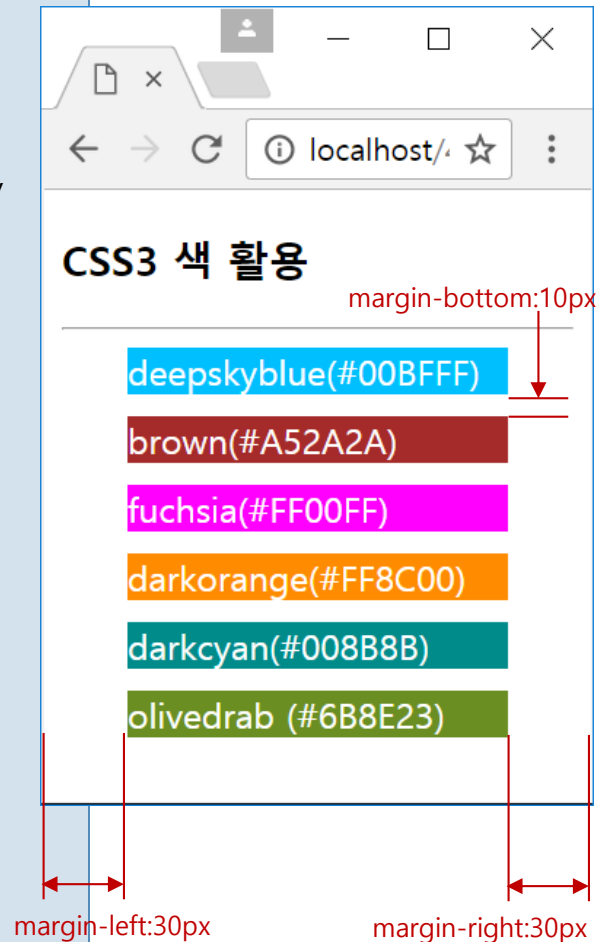 localhost/
CSS3 색 활용
margin-bottom:10px
deepskyblue(#00BFFF)
brown(#A52A2A)
fuchsia(#FF00FF)
darkorange(#FF8C00)
darkcyan(#008B8B)
olivedrab (#6B8E23)
margin-left:30px
margin-right:30px